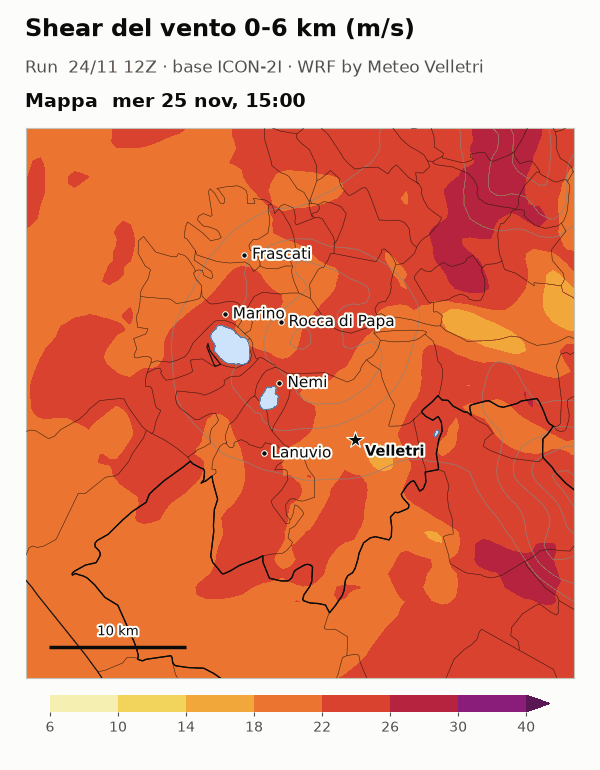 Shear del vento 0-6 km (m/s)
Run  24/11 12Z · base ICON-2I · WRF by Meteo Velletri
Mappa  mer 25 nov, 15:00
Frascati
Marino
Rocca di Papa
Nemi
Velletri
Lanuvio
10 km
6 10 14 18 22 26 30 40